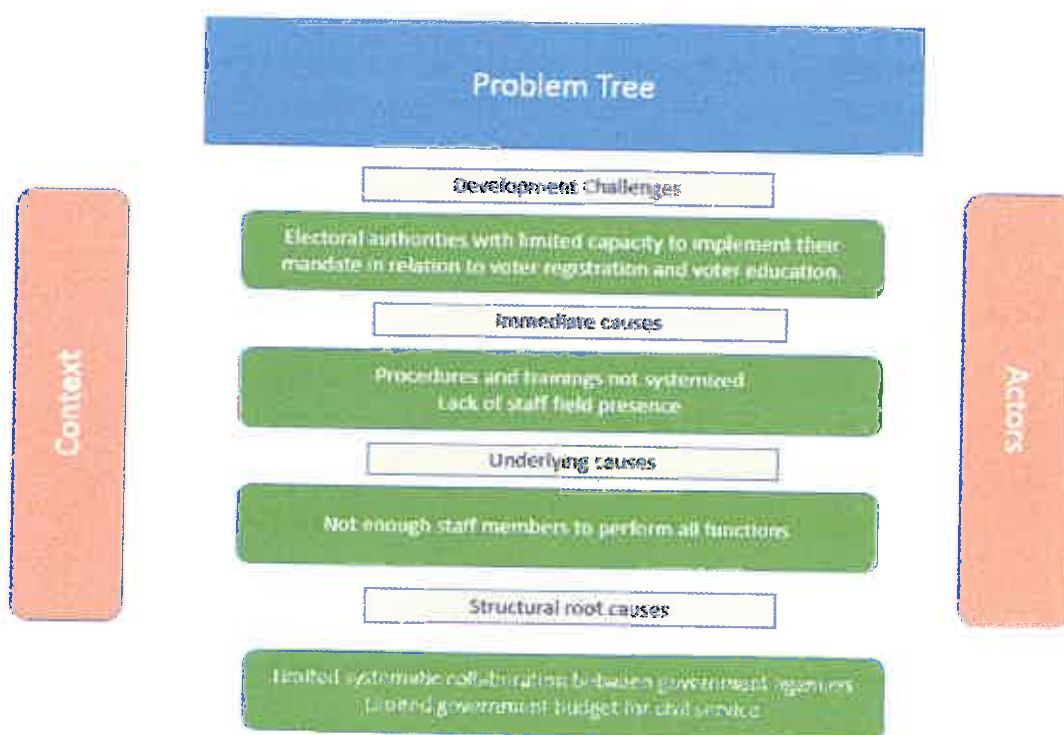 Problem Tree
Development Challenges
Electoral authorities with limited capacity to implement their
mandate in relation to voter registration and voter education.
Immediate causes
Procedures and trainings not systemized
Lack of staff field presence
Underlying causes
Not enough staff members to perform all functions
Structural root causes
Limited systematic collaboration between government agencies
Limited government budget for civil service
Context
Actors